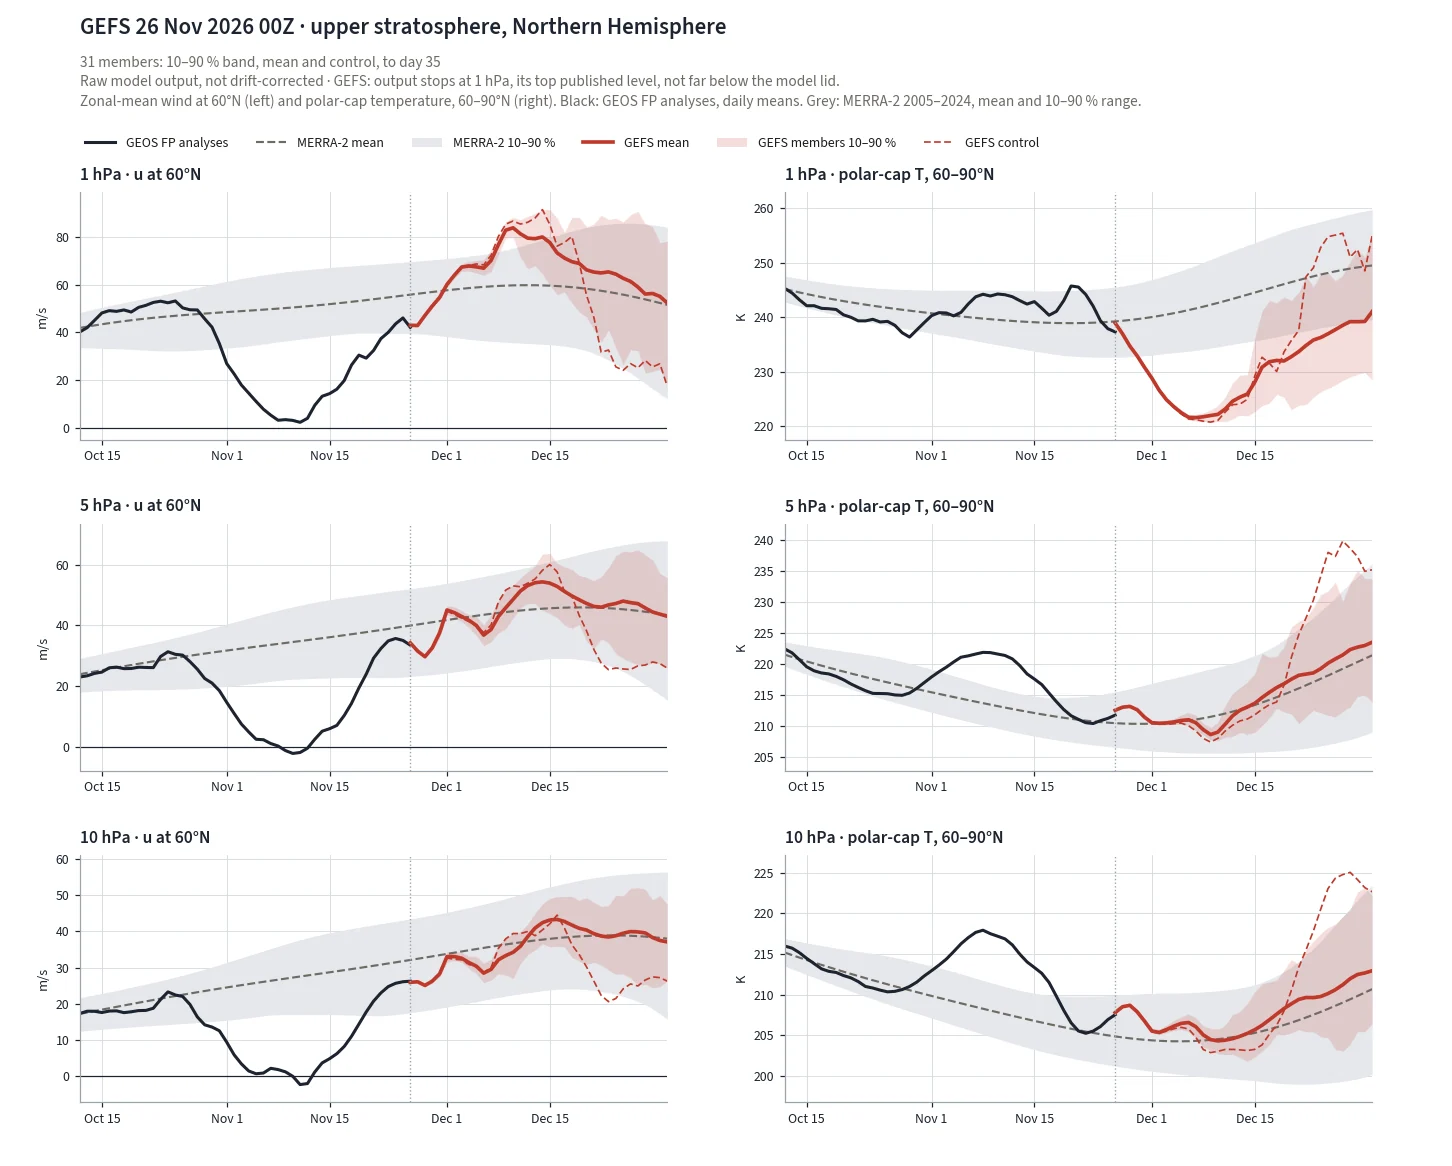 GEFS 26 Nov 2026 00Z · upper stratosphere, Northern Hemisphere
31 members: 10–90 % band, mean and control, to day 35
Raw model output, not drift-corrected · GEFS: output stops at 1 hPa, its top published level, not far below the model lid.
Zonal-mean wind at 60°N (left) and polar-cap temperature, 60–90°N (right). Black: GEOS FP analyses, daily means. Grey: MERRA-2 2005–2024, mean and 10–90 % range.
GEOS FP analyses MERRA-2 mean MERRA-2 10–90 % GEFS mean GEFS members 10–90 % GEFS control
1 hPa · u at 60°N
m/s
80
60
40
20
0
Oct 15 Nov 1 Nov 15 Dec 1 Dec 15
1 hPa · polar-cap T, 60–90°N
K
260
250
240
230
220
Oct 15 Nov 1 Nov 15 Dec 1 Dec 15
5 hPa · u at 60°N
m/s
60
40
20
0
Oct 15 Nov 1 Nov 15 Dec 1 Dec 15
5 hPa · polar-cap T, 60–90°N
K
240
235
230
225
220
215
210
205
Oct 15 Nov 1 Nov 15 Dec 1 Dec 15
10 hPa · u at 60°N
m/s
60
50
40
30
20
10
0
Oct 15 Nov 1 Nov 15 Dec 1 Dec 15
10 hPa · polar-cap T, 60–90°N
K
225
220
215
210
205
200
Oct 15 Nov 1 Nov 15 Dec 1 Dec 15